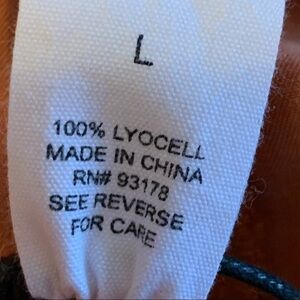 L
100% LYOCELL
MADE IN CHINA
RN# 93178
SEE REVERSE
FOR CARE